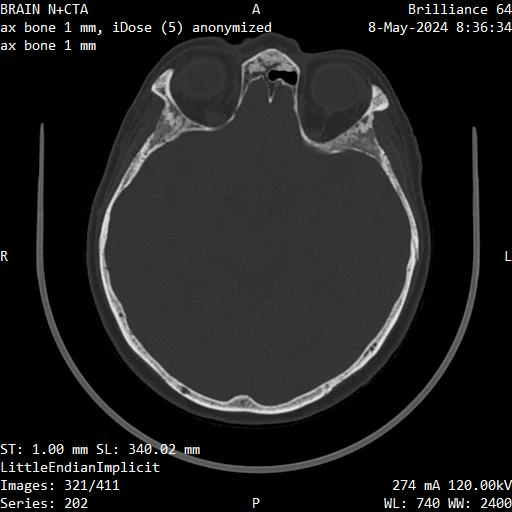 BRAIN N+CTA
A
Brilliance 64
ax bone 1 mm, iDose (5) anonymized
8-May-2024 8:36:34
ax bone 1 mm
R
L
ST: 1.00 mm SL: 340.02 mm
LittleEndianImplicit
Images: 321/411
274 mA 120.00kV
Series: 202
P
WL: 740 WW: 2400